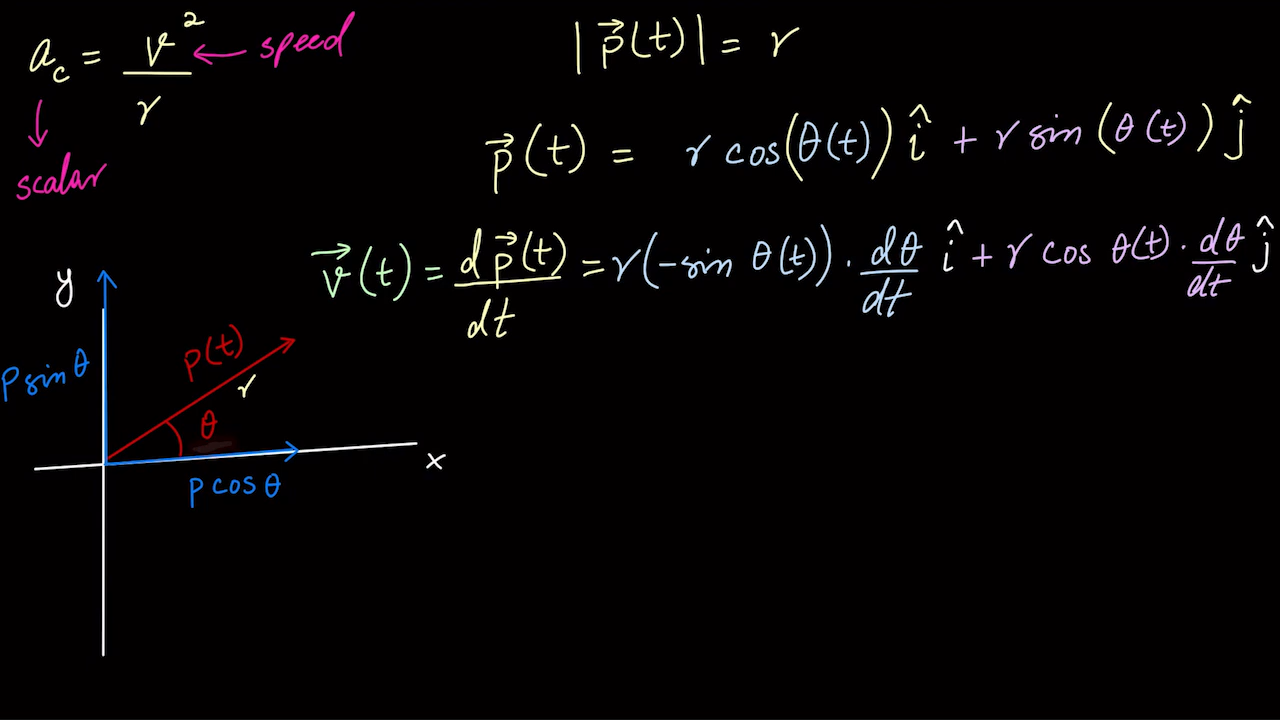 a_c = v²/r ← speed
scalar
|p⃗(t)| = r
p⃗(t) = r cos(θ(t)) î + r sin(θ(t)) ĵ
v⃗(t) = dp⃗(t)/dt = r(-sin θ(t)) · dθ/dt î + r cos θ(t) · dθ/dt ĵ
y
p(t)
r
P sin θ
θ
x
P cos θ